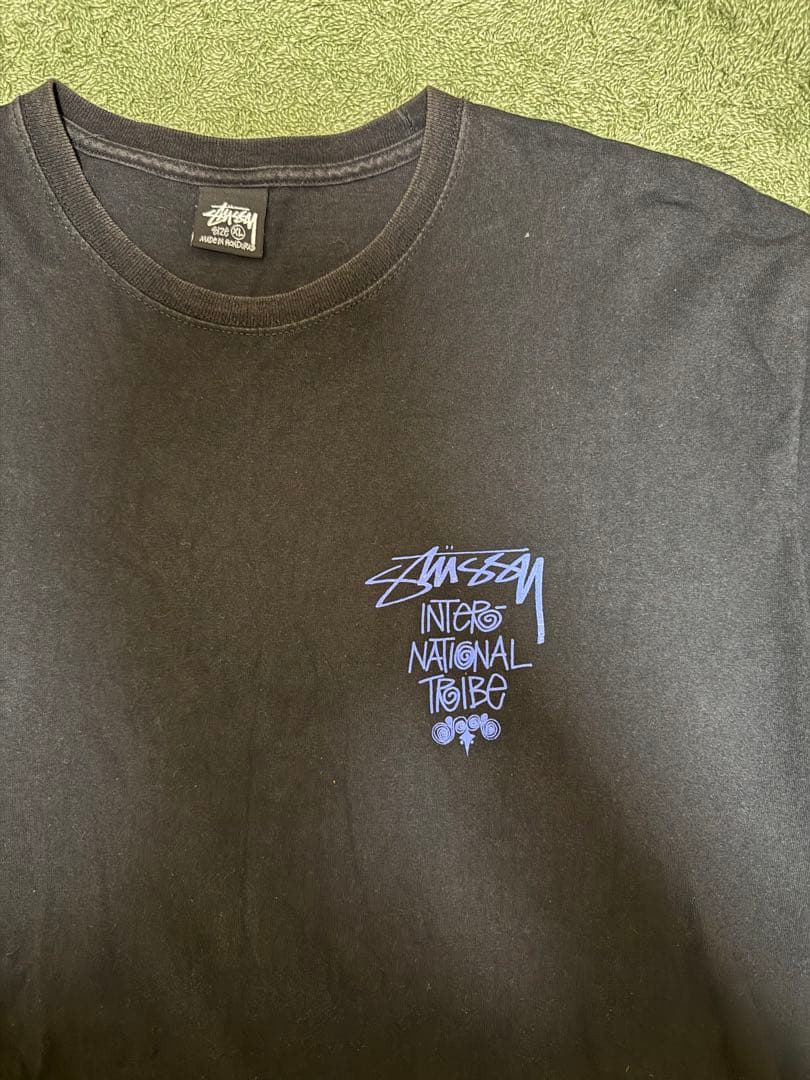 STÜSSY
SIZE XL
MADE IN HONDURAS
STÜSSY
INTER-
NATIONAL
TRIBE